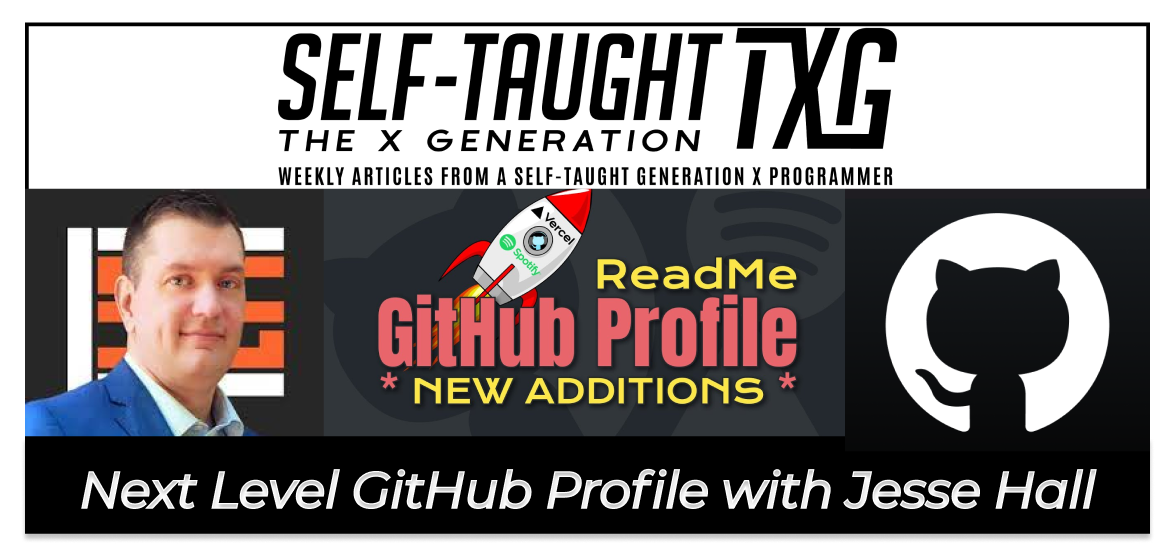 SELF-TAUGHT TXG
THE X GENERATION
WEEKLY ARTICLES FROM A SELF-TAUGHT GENERATION X PROGRAMMER
Vercel
Spotify
ReadMe
GitHub Profile
* NEW ADDITIONS *
Next Level GitHub Profile with Jesse Hall